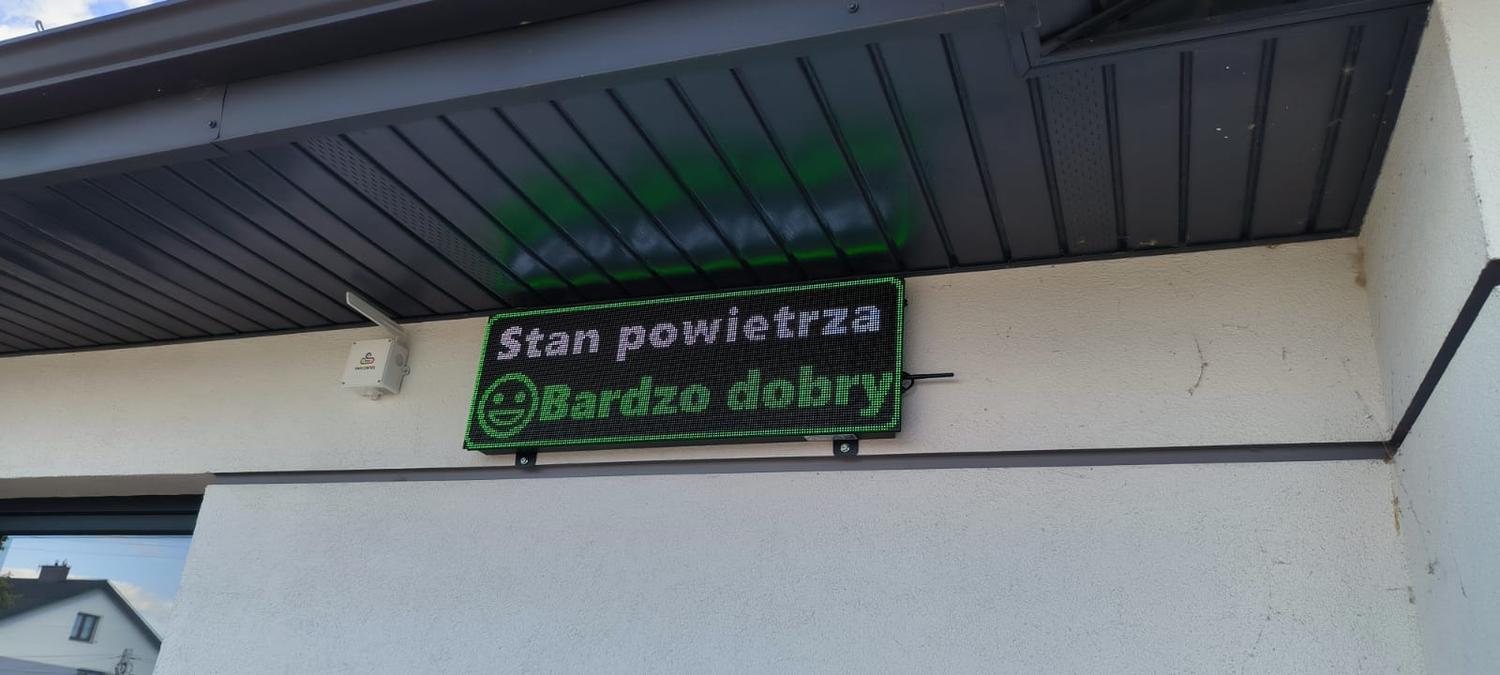 Stan powietrza
Bardzo dobry